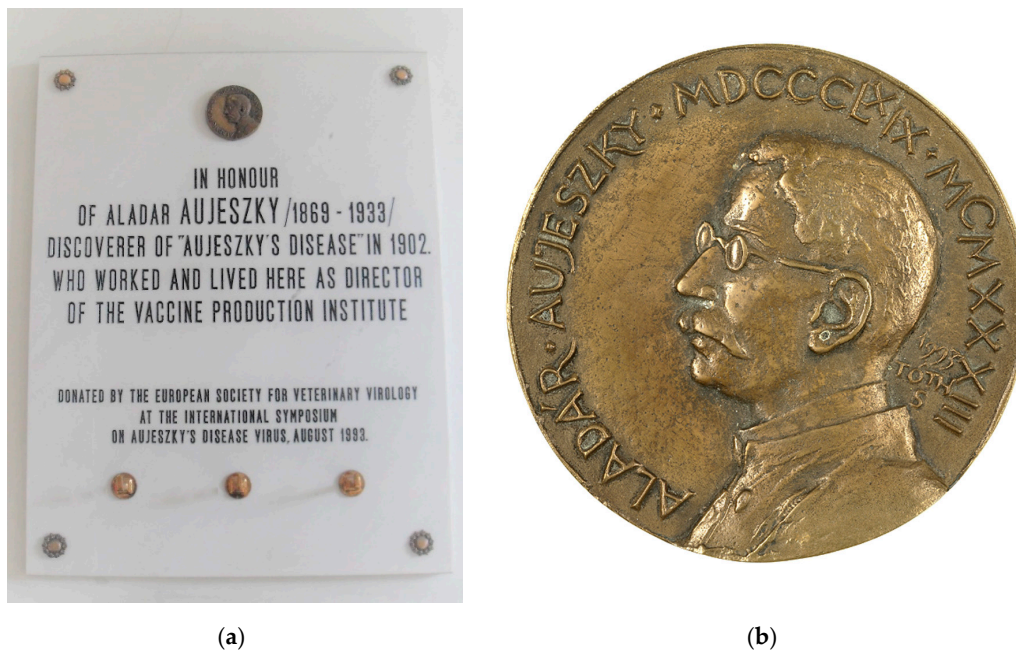 IN HONOUR
OF ALADAR AUJESZKY /1869 - 1933/
DISCOVERER OF "AUJESZKY'S DISEASE" IN 1902.
WHO WORKED AND LIVED HERE AS DIRECTOR
OF THE VACCINE PRODUCTION INSTITUTE
DONATED BY THE EUROPEAN SOCIETY FOR VETERINARY VIROLOGY
AT THE INTERNATIONAL SYMPOSIUM
ON AUJESZKY'S DISEASE VIRUS, AUGUST 1993.
(a)
ALADÁR · AUJESZKY · MDCCCLXIX · MCMXXXIII
TÓTH
S
(b)